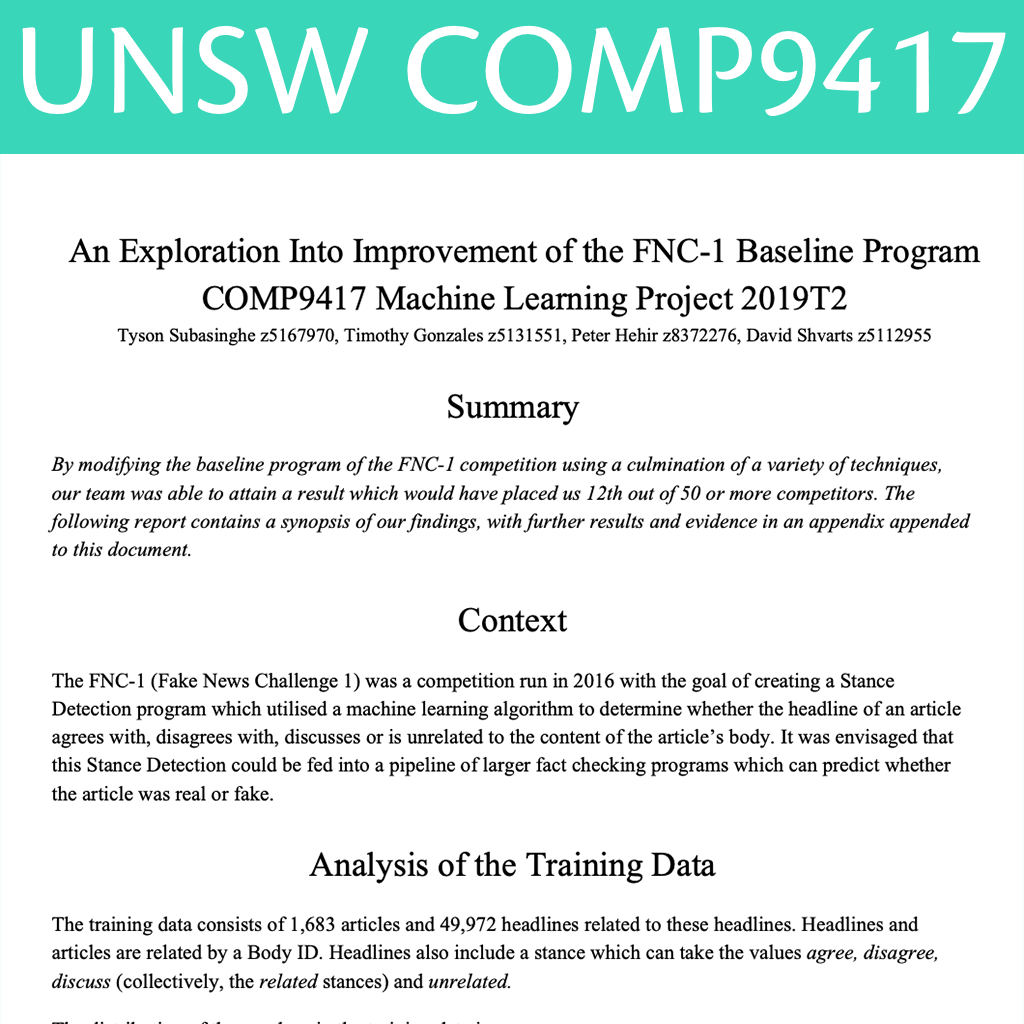 UNSW COMP9417
An Exploration Into Improvement of the FNC-1 Baseline Program
COMP9417 Machine Learning Project 2019T2
Tyson Subasinghe z5167970, Timothy Gonzales z5131551, Peter Hehir z8372276, David Shvarts z5112955
Summary
By modifying the baseline program of the FNC-1 competition using a culmination of a variety of techniques,
our team was able to attain a result which would have placed us 12th out of 50 or more competitors. The
following report contains a synopsis of our findings, with further results and evidence in an appendix appended
to this document.
Context
The FNC-1 (Fake News Challenge 1) was a competition run in 2016 with the goal of creating a Stance
Detection program which utilised a machine learning algorithm to determine whether the headline of an article
agrees with, disagrees with, discusses or is unrelated to the content of the article’s body. It was envisaged that
this Stance Detection could be fed into a pipeline of larger fact checking programs which can predict whether
the article was real or fake.
Analysis of the Training Data
The training data consists of 1,683 articles and 49,972 headlines related to these headlines. Headlines and
articles are related by a Body ID. Headlines also include a stance which can take the values agree, disagree,
discuss (collectively, the related stances) and unrelated.